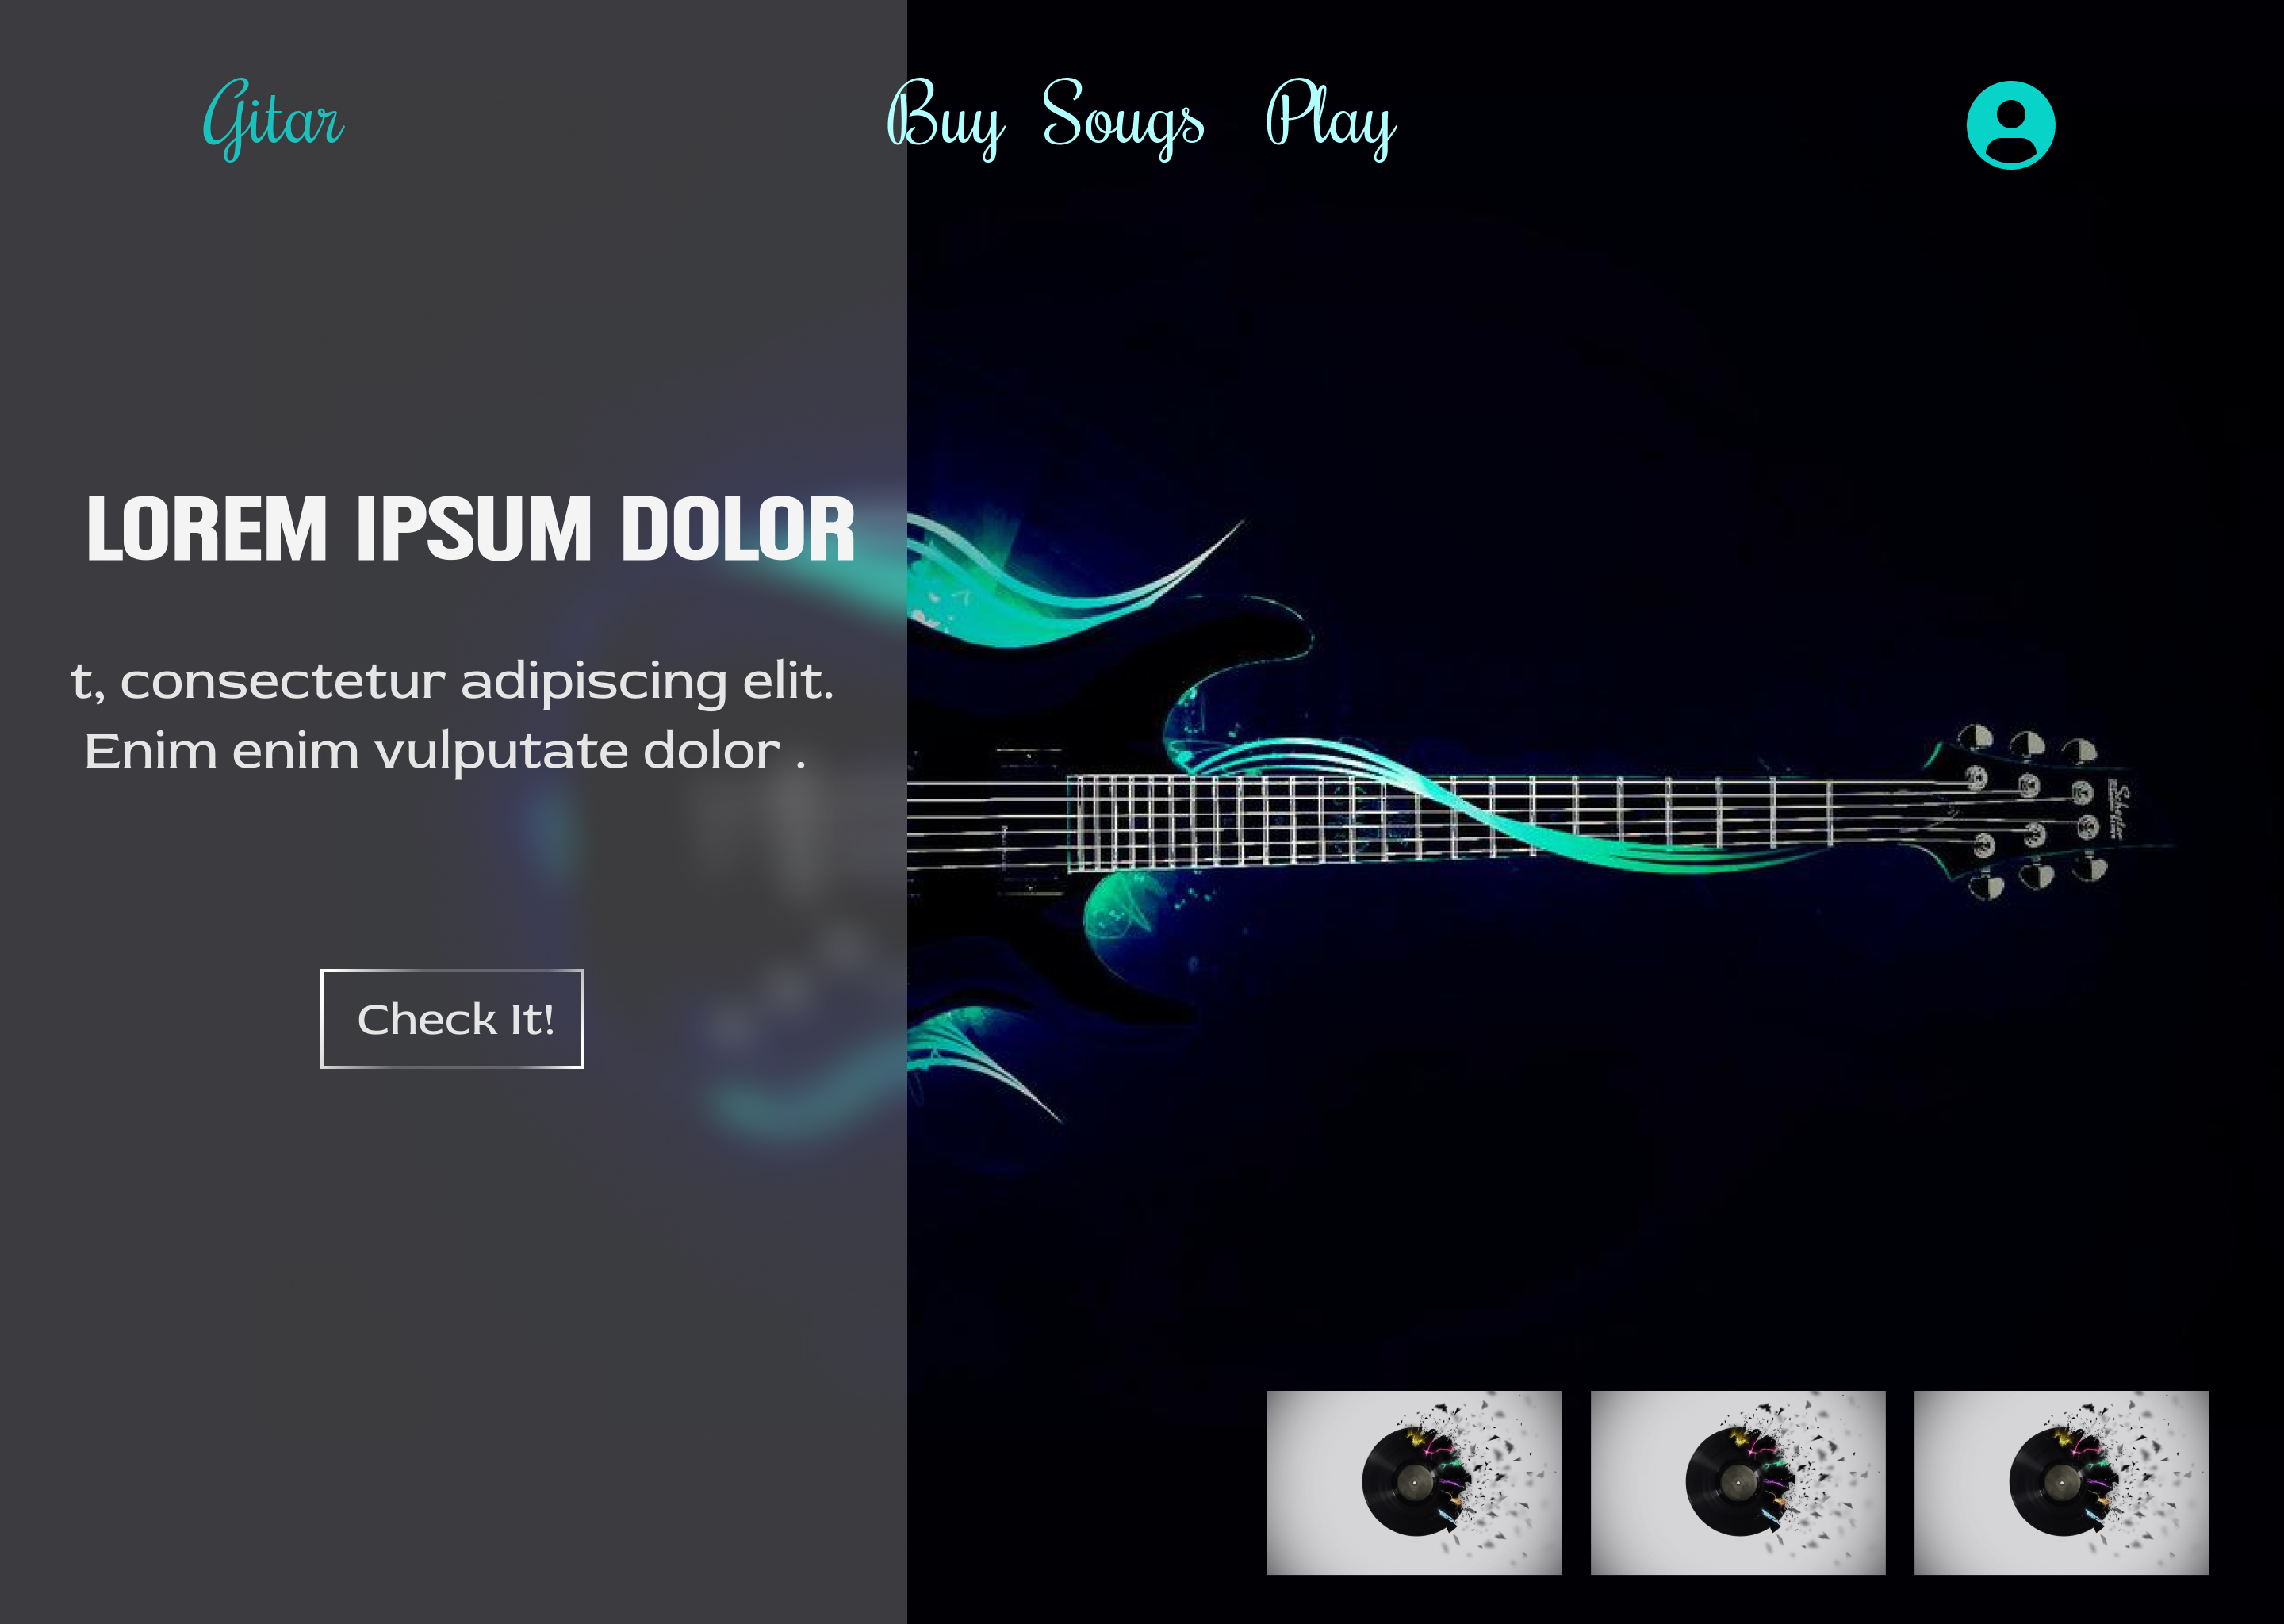 Gitar
Buy Sougs Play
LOREM IPSUM DOLOR
t, consectetur adipiscing elit.
Enim enim vulputate dolor .
Check It!